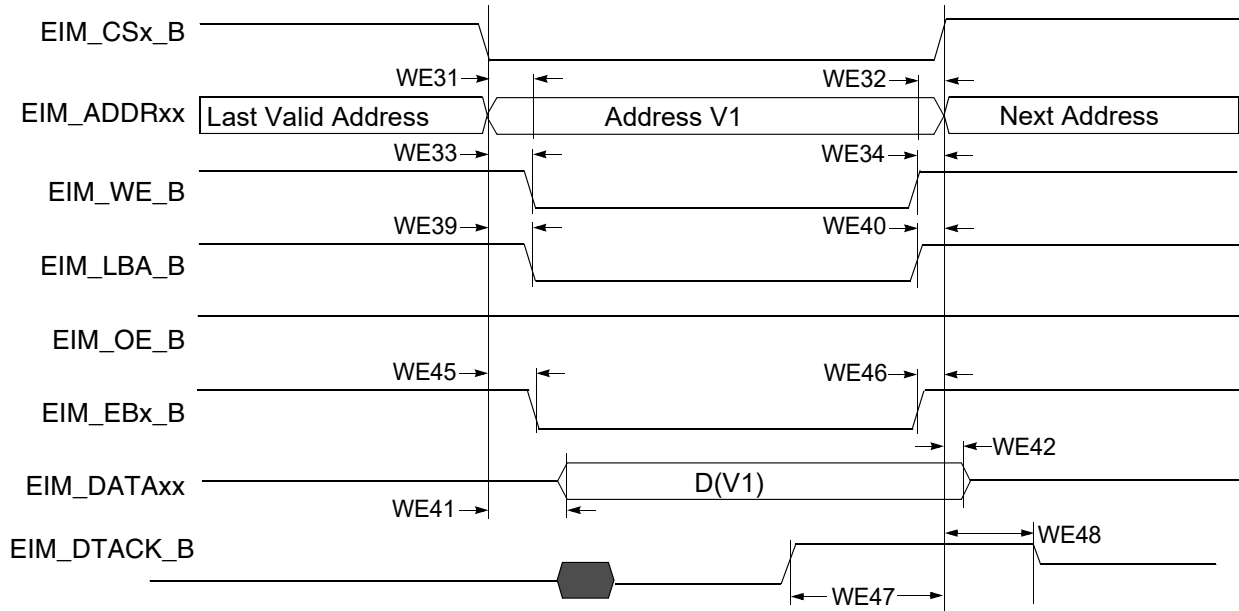 EIM_CSx_B
WE31
WE32
EIM_ADDRxx
Last Valid Address
Address V1
Next Address
WE33
WE34
EIM_WE_B
WE39
WE40
EIM_LBA_B
EIM_OE_B
WE45
WE46
EIM_EBx_B
WE42
EIM_DATAxx
D(V1)
WE41
EIM_DTACK_B
WE48
WE47